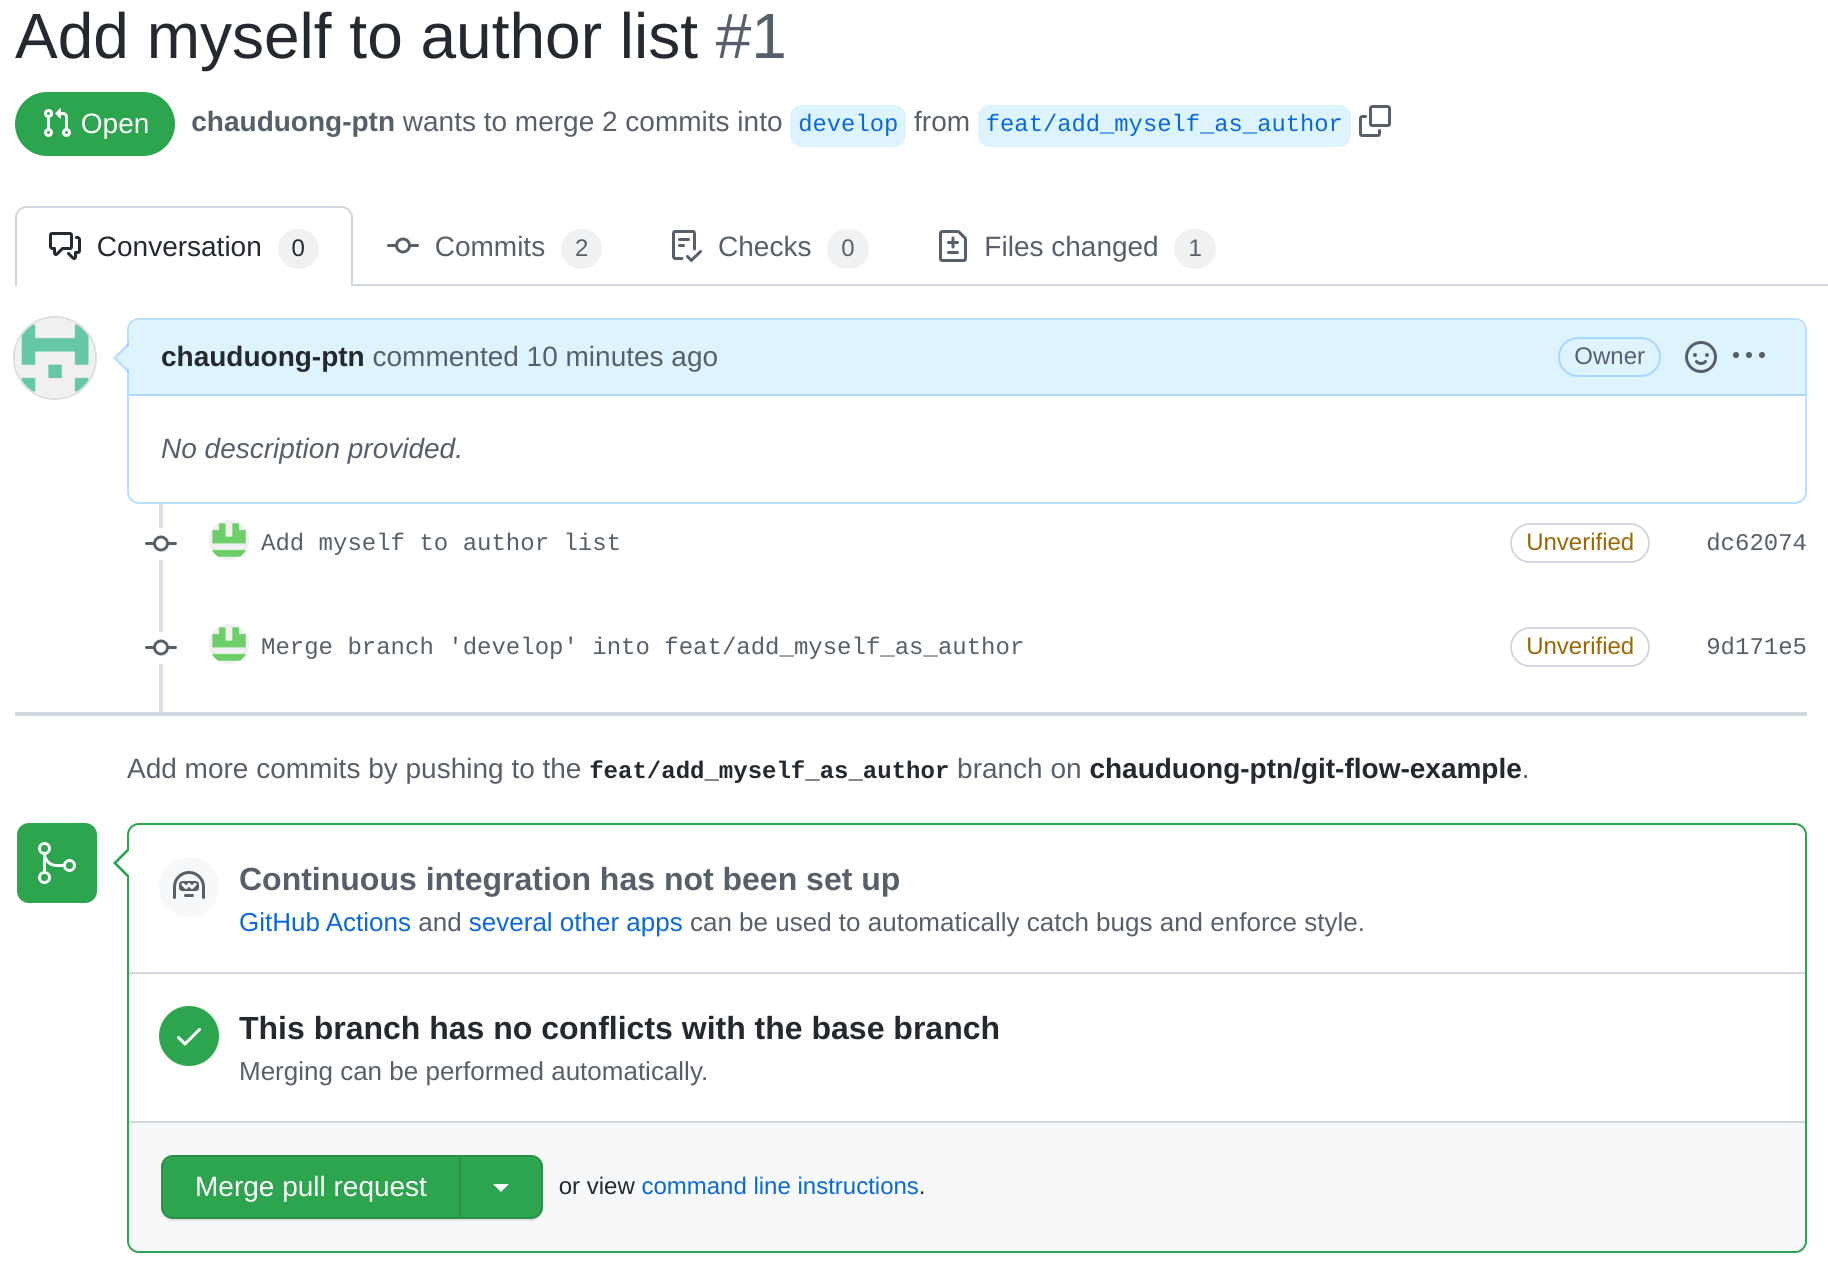 Add myself to author list #1
Open chauduong-ptn wants to merge 2 commits into develop from feat/add_myself_as_author
Conversation 0 Commits 2 Checks 0 Files changed 1
chauduong-ptn commented 10 minutes ago Owner
No description provided.
Add myself to author list Unverified dc62074
Merge branch 'develop' into feat/add_myself_as_author Unverified 9d171e5
Add more commits by pushing to the feat/add_myself_as_author branch on chauduong-ptn/git-flow-example.
Continuous integration has not been set up
GitHub Actions and several other apps can be used to automatically catch bugs and enforce style.
This branch has no conflicts with the base branch
Merging can be performed automatically.
Merge pull request or view command line instructions.